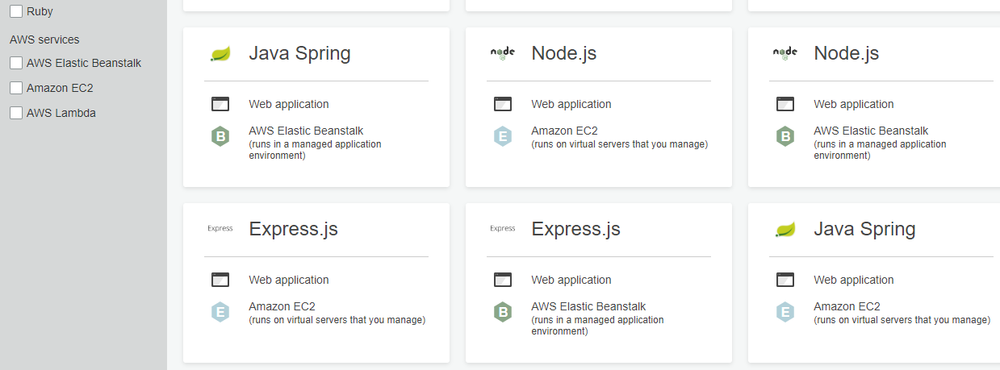 Ruby
AWS services
AWS Elastic Beanstalk
Amazon EC2
AWS Lambda
Java Spring
Web application
B
AWS Elastic Beanstalk
(runs in a managed application
environment)
node
Node.js
Web application
E
Amazon EC2
(runs on virtual servers that you manage)
node
Node.js
Web application
B
AWS Elastic Beanstalk
(runs in a managed application
environment)
Express
Express.js
Web application
E
Amazon EC2
(runs on virtual servers that you manage)
Express
Express.js
Web application
B
AWS Elastic Beanstalk
(runs in a managed application
environment)
Java Spring
Web application
E
Amazon EC2
(runs on virtual servers that you manage)